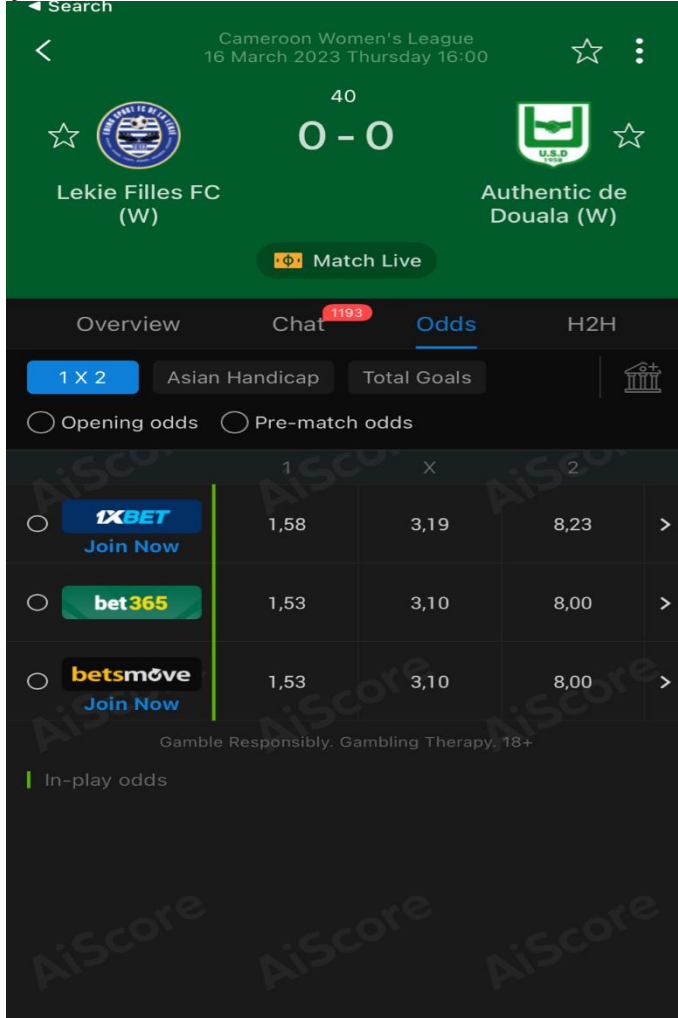 ◄ Search
Cameroon Women's League
16 March 2023 Thursday 16:00
40
0 - 0
U.S.D
1958
Lekie Filles FC
(W)
Authentic de
Douala (W)
Match Live
Overview Chat 1193 Odds H2H
1 X 2 Asian Handicap Total Goals
Opening odds Pre-match odds
1 X 2
1XBET 1,58 3,19 8,23 >
Join Now
bet365 1,53 3,10 8,00 >
betsmove 1,53 3,10 8,00 >
Join Now
Gamble Responsibly. Gambling Therapy. 18+
In-play odds
AiScore AiScore AiScore